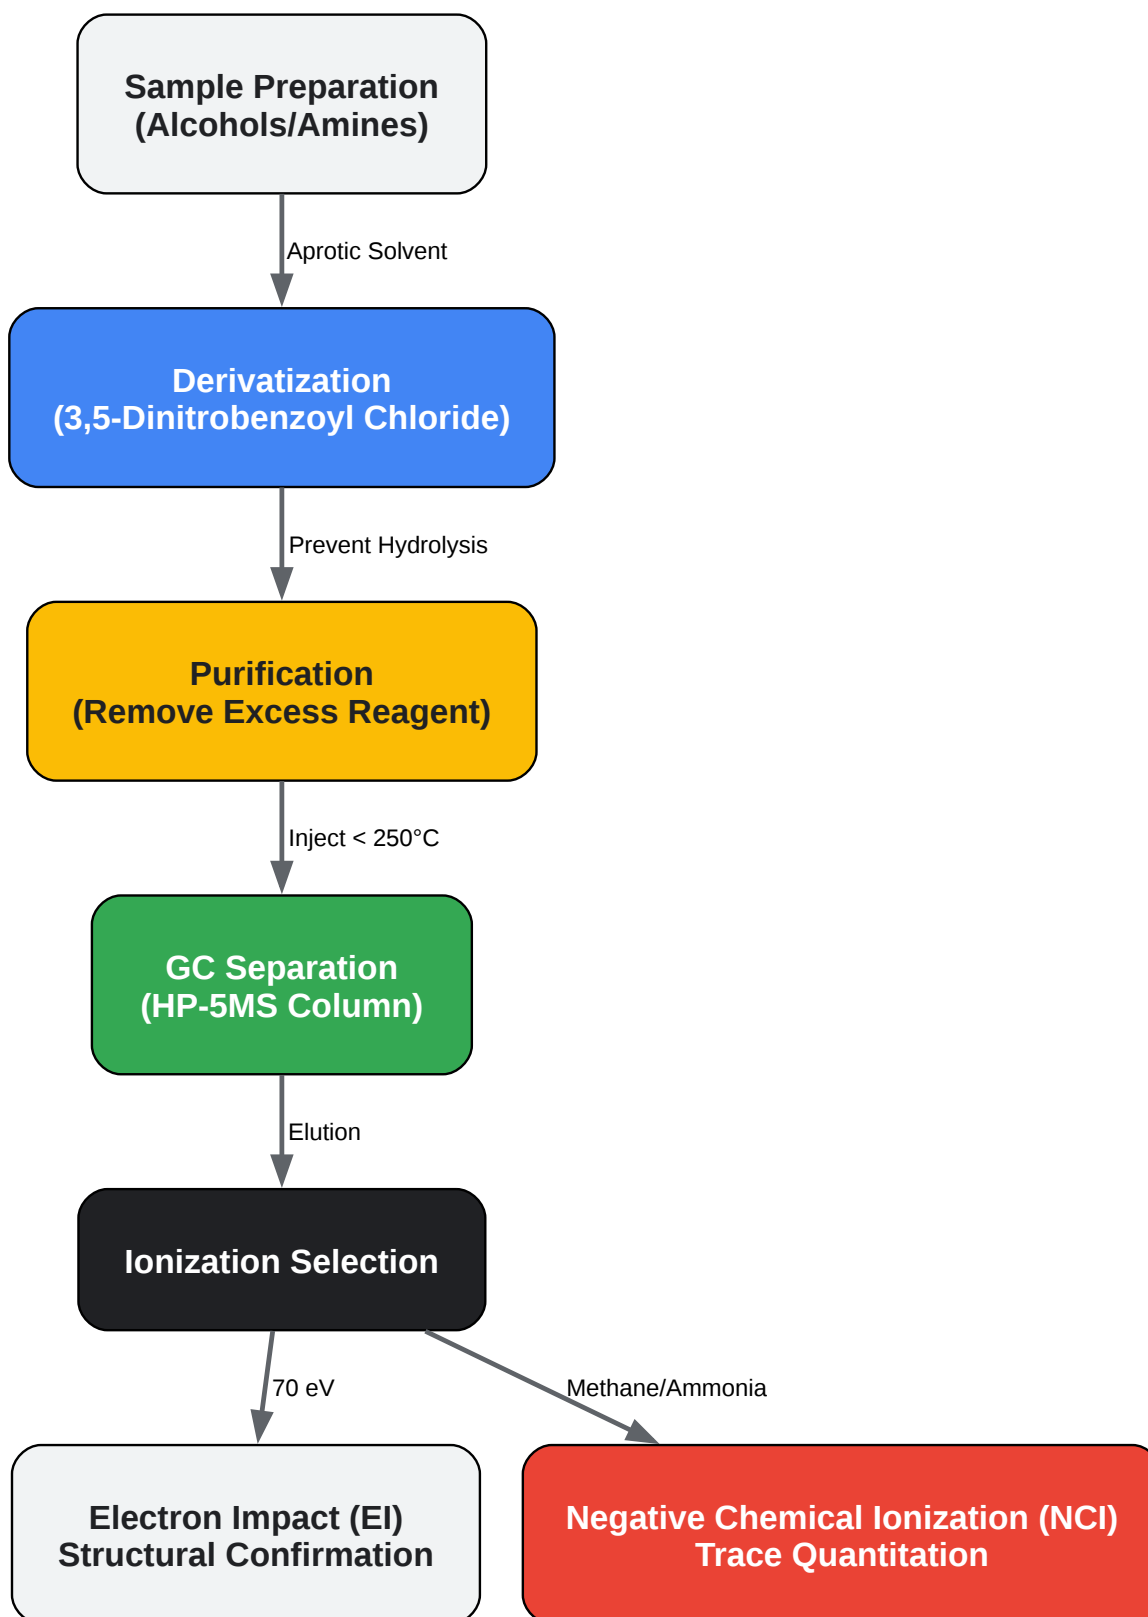 Sample Preparation
(Alcohols/Amines)
Aprotic Solvent
Derivatization
(3,5-Dinitrobenzoyl Chloride)
Prevent Hydrolysis
Purification
(Remove Excess Reagent)
Inject < 250°C
GC Separation
(HP-5MS Column)
Elution
Ionization Selection
70 eV
Methane/Ammonia
Electron Impact (EI)
Structural Confirmation
Negative Chemical Ionization (NCI)
Trace Quantitation